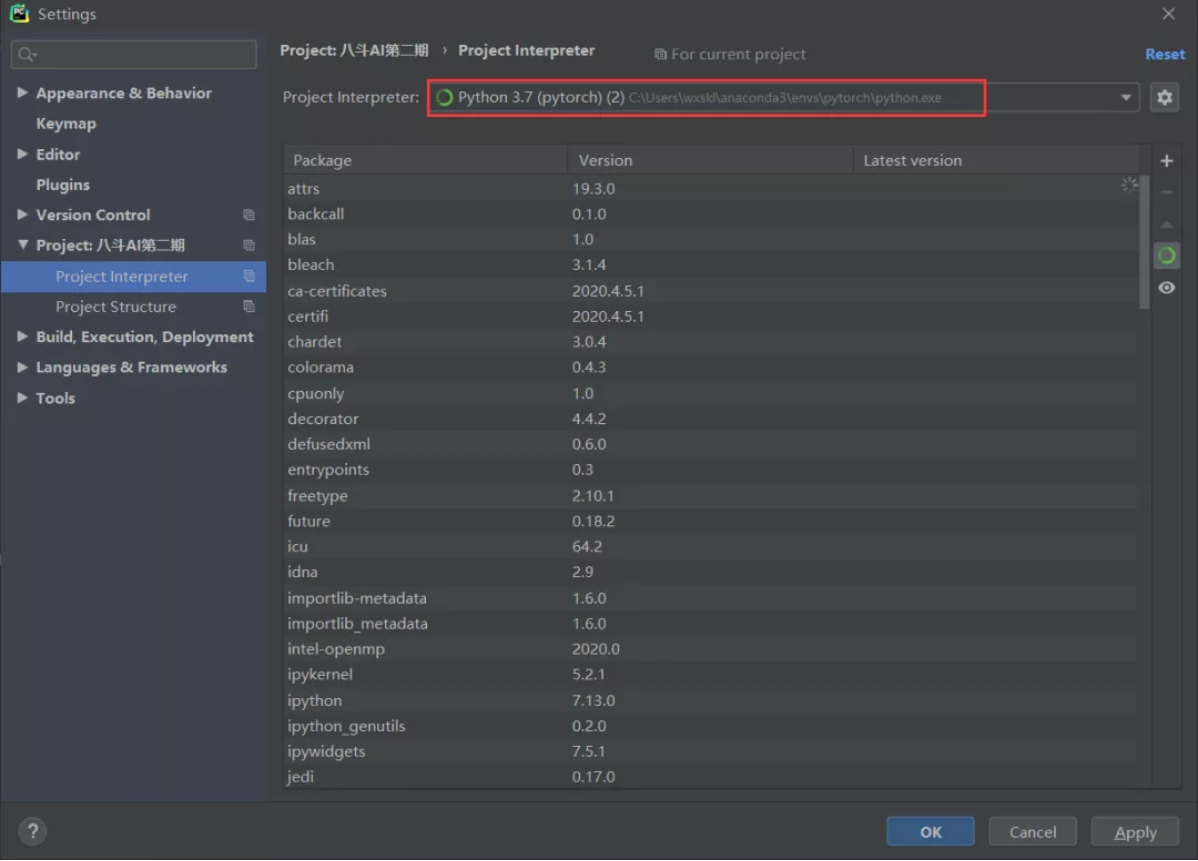 Settings
Project: 八斗AI第二期 › Project Interpreter For current project Reset
Appearance & Behavior
Keymap
Editor
Plugins
Version Control
Project: 八斗AI第二期
Project Interpreter
Project Structure
Build, Execution, Deployment
Languages & Frameworks
Tools
Project Interpreter: Python 3.7 (pytorch) (2) C:\Users\wxskl\anaconda3\envs\pytorch\python.exe
Package Version Latest version
attrs 19.3.0
backcall 0.1.0
blas 1.0
bleach 3.1.4
ca-certificates 2020.4.5.1
certifi 2020.4.5.1
chardet 3.0.4
colorama 0.4.3
cpuonly 1.0
decorator 4.4.2
defusedxml 0.6.0
entrypoints 0.3
freetype 2.10.1
future 0.18.2
icu 64.2
idna 2.9
importlib-metadata 1.6.0
importlib_metadata 1.6.0
intel-openmp 2020.0
ipykernel 5.2.1
ipython 7.13.0
ipython_genutils 0.2.0
ipywidgets 7.5.1
jedi 0.17.0
? OK Cancel Apply